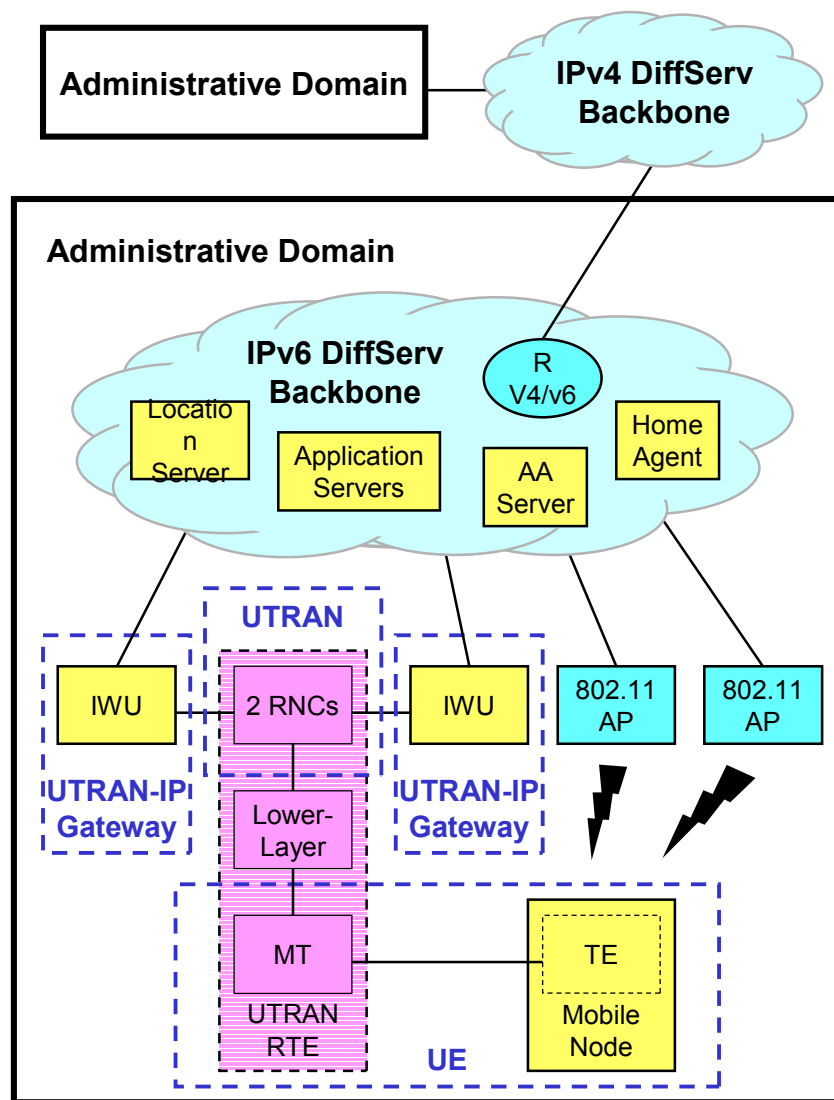 Administrative Domain
IPv4 DiffServ
Backbone
Administrative Domain
IPv6 DiffServ
Backbone
R
V4/v6
Locatio
n
Server
Application
Servers
AA
Server
Home
Agent
UTRAN
IWU
2 RNCs
IWU
802.11
AP
802.11
AP
UTRAN-IP
Gateway
Lower-
Layer
UTRAN-IP
Gateway
MT
TE
UTRAN
RTE
Mobile
Node
UE